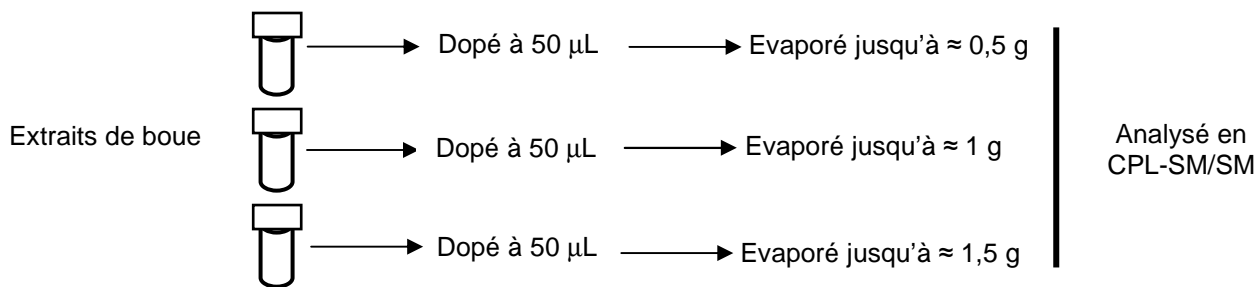 Dopé à 50 μL
Evaporé jusqu'à ≈ 0,5 g
Extraits de boue
Dopé à 50 μL
Evaporé jusqu'à ≈ 1 g
Analysé en
CPL-SM/SM
Dopé à 50 μL
Evaporé jusqu'à ≈ 1,5 g